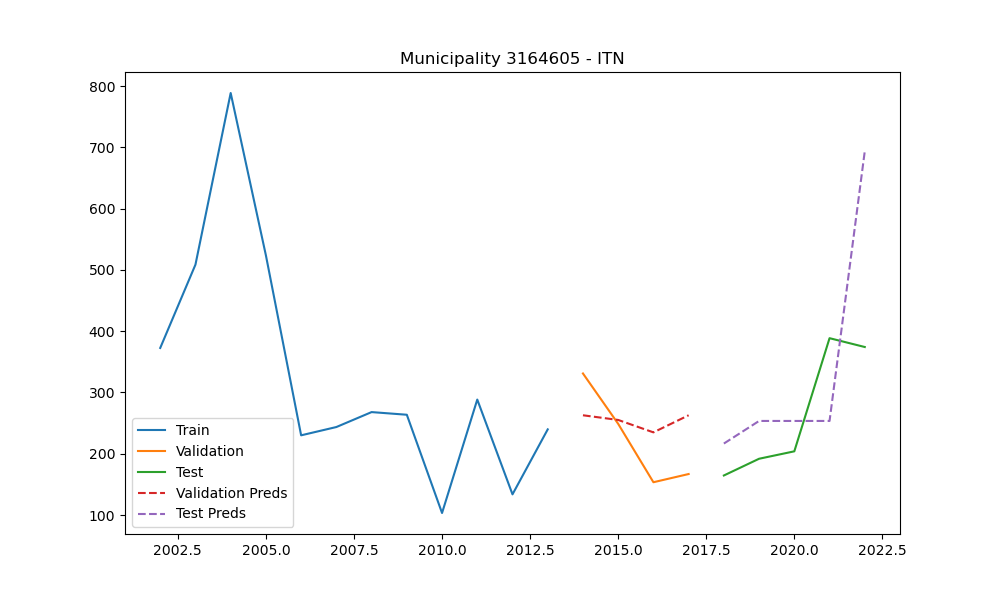 Municipality 3164605 - ITN
800
700
600
500
400
300
200
100
Train
Validation
Test
Validation Preds
Test Preds
2002.5 2005.0 2007.5 2010.0 2012.5 2015.0 2017.5 2020.0 2022.5